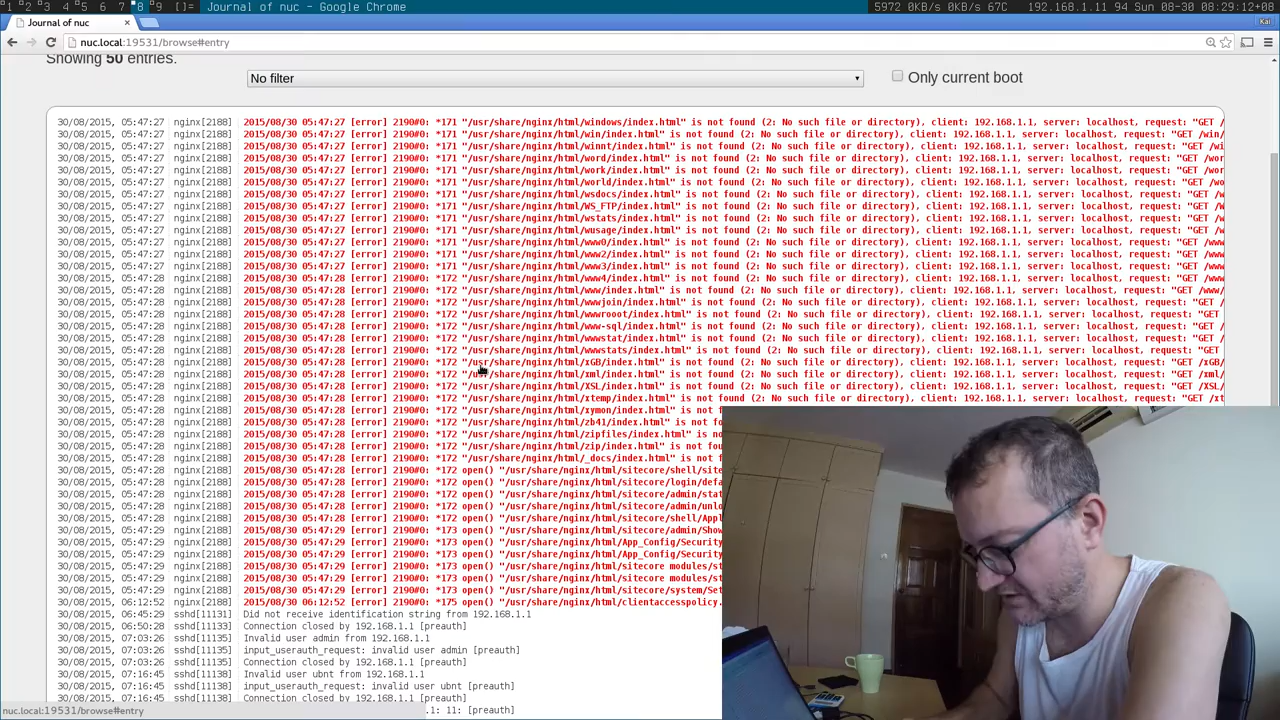 1 2 3 4 5 6 7 8 9 []= Journal of nuc - Google Chrome 5972 0KB/s 0KB/s 67C 192.168.1.11 94 Sun 08-30 08:29:12+08
Journal of nuc × Kai
nuc.local:19531/browse#entry
Showing 50 entries.
No filter Only current boot
30/08/2015, 05:47:27 nginx[2188] 2015/08/30 05:47:27 [error] 2190#0: *171 "/usr/share/nginx/html/windows/index.html" is not found (2: No such file or directory), client: 192.168.1.1, server: localhost, request: "GET /
30/08/2015, 05:47:27 nginx[2188] 2015/08/30 05:47:27 [error] 2190#0: *171 "/usr/share/nginx/html/win/index.html" is not found (2: No such file or directory), client: 192.168.1.1, server: localhost, request: "GET /win/
30/08/2015, 05:47:27 nginx[2188] 2015/08/30 05:47:27 [error] 2190#0: *171 "/usr/share/nginx/html/winnt/index.html" is not found (2: No such file or directory), client: 192.168.1.1, server: localhost, request: "GET /wi
30/08/2015, 05:47:27 nginx[2188] 2015/08/30 05:47:27 [error] 2190#0: *171 "/usr/share/nginx/html/word/index.html" is not found (2: No such file or directory), client: 192.168.1.1, server: localhost, request: "GET /wor
30/08/2015, 05:47:27 nginx[2188] 2015/08/30 05:47:27 [error] 2190#0: *171 "/usr/share/nginx/html/work/index.html" is not found (2: No such file or directory), client: 192.168.1.1, server: localhost, request: "GET /wor
30/08/2015, 05:47:27 nginx[2188] 2015/08/30 05:47:27 [error] 2190#0: *171 "/usr/share/nginx/html/world/index.html" is not found (2: No such file or directory), client: 192.168.1.1, server: localhost, request: "GET /wo
30/08/2015, 05:47:27 nginx[2188] 2015/08/30 05:47:27 [error] 2190#0: *171 "/usr/share/nginx/html/wsdocs/index.html" is not found (2: No such file or directory), client: 192.168.1.1, server: localhost, request: "GET /w
30/08/2015, 05:47:27 nginx[2188] 2015/08/30 05:47:27 [error] 2190#0: *171 "/usr/share/nginx/html/WS_FTP/index.html" is not found (2: No such file or directory), client: 192.168.1.1, server: localhost, request: "GET /W
30/08/2015, 05:47:27 nginx[2188] 2015/08/30 05:47:27 [error] 2190#0: *171 "/usr/share/nginx/html/wstats/index.html" is not found (2: No such file or directory), client: 192.168.1.1, server: localhost, request: "GET /w
30/08/2015, 05:47:27 nginx[2188] 2015/08/30 05:47:27 [error] 2190#0: *171 "/usr/share/nginx/html/wusage/index.html" is not found (2: No such file or directory), client: 192.168.1.1, server: localhost, request: "GET /w
30/08/2015, 05:47:27 nginx[2188] 2015/08/30 05:47:27 [error] 2190#0: *171 "/usr/share/nginx/html/www0/index.html" is not found (2: No such file or directory), client: 192.168.1.1, server: localhost, request: "GET /www
30/08/2015, 05:47:27 nginx[2188] 2015/08/30 05:47:27 [error] 2190#0: *171 "/usr/share/nginx/html/www2/index.html" is not found (2: No such file or directory), client: 192.168.1.1, server: localhost, request: "GET /www
30/08/2015, 05:47:27 nginx[2188] 2015/08/30 05:47:27 [error] 2190#0: *171 "/usr/share/nginx/html/www3/index.html" is not found (2: No such file or directory), client: 192.168.1.1, server: localhost, request: "GET /www
30/08/2015, 05:47:28 nginx[2188] 2015/08/30 05:47:28 [error] 2190#0: *172 "/usr/share/nginx/html/www4/index.html" is not found (2: No such file or directory), client: 192.168.1.1, server: localhost, request: "GET /www
30/08/2015, 05:47:28 nginx[2188] 2015/08/30 05:47:28 [error] 2190#0: *172 "/usr/share/nginx/html/www/index.html" is not found (2: No such file or directory), client: 192.168.1.1, server: localhost, request: "GET /www/
30/08/2015, 05:47:28 nginx[2188] 2015/08/30 05:47:28 [error] 2190#0: *172 "/usr/share/nginx/html/wwwjoin/index.html" is not found (2: No such file or directory), client: 192.168.1.1, server: localhost, request: "GET /
30/08/2015, 05:47:28 nginx[2188] 2015/08/30 05:47:28 [error] 2190#0: *172 "/usr/share/nginx/html/wwwrooot/index.html" is not found (2: No such file or directory), client: 192.168.1.1, server: localhost, request: "GET
30/08/2015, 05:47:28 nginx[2188] 2015/08/30 05:47:28 [error] 2190#0: *172 "/usr/share/nginx/html/www-sql/index.html" is not found (2: No such file or directory), client: 192.168.1.1, server: localhost, request: "GET /
30/08/2015, 05:47:28 nginx[2188] 2015/08/30 05:47:28 [error] 2190#0: *172 "/usr/share/nginx/html/wwwstat/index.html" is not found (2: No such file or directory), client: 192.168.1.1, server: localhost, request: "GET /
30/08/2015, 05:47:28 nginx[2188] 2015/08/30 05:47:28 [error] 2190#0: *172 "/usr/share/nginx/html/wwwstats/index.html" is not found (2: No such file or directory), client: 192.168.1.1, server: localhost, request: "GET
30/08/2015, 05:47:28 nginx[2188] 2015/08/30 05:47:28 [error] 2190#0: *172 "/usr/share/nginx/html/xGB/index.html" is not found (2: No such file or directory), client: 192.168.1.1, server: localhost, request: "GET /xGB/
30/08/2015, 05:47:28 nginx[2188] 2015/08/30 05:47:28 [error] 2190#0: *172 "/usr/share/nginx/html/xml/index.html" is not found (2: No such file or directory), client: 192.168.1.1, server: localhost, request: "GET /xml/
30/08/2015, 05:47:28 nginx[2188] 2015/08/30 05:47:28 [error] 2190#0: *172 "/usr/share/nginx/html/XSL/index.html" is not found (2: No such file or directory), client: 192.168.1.1, server: localhost, request: "GET /XSL/
30/08/2015, 05:47:28 nginx[2188] 2015/08/30 05:47:28 [error] 2190#0: *172 "/usr/share/nginx/html/xtemp/index.html" is not found (2: No such file or directory), client: 192.168.1.1, server: localhost, request: "GET /xt
30/08/2015, 05:47:28 nginx[2188] 2015/08/30 05:47:28 [error] 2190#0: *172 "/usr/share/nginx/html/xymon/index.html" is not f
30/08/2015, 05:47:28 nginx[2188] 2015/08/30 05:47:28 [error] 2190#0: *172 "/usr/share/nginx/html/zb41/index.html" is not fo
30/08/2015, 05:47:28 nginx[2188] 2015/08/30 05:47:28 [error] 2190#0: *172 "/usr/share/nginx/html/zipfiles/index.html" is no
30/08/2015, 05:47:28 nginx[2188] 2015/08/30 05:47:28 [error] 2190#0: *172 "/usr/share/nginx/html/zip/index.html" is not fou
30/08/2015, 05:47:28 nginx[2188] 2015/08/30 05:47:28 [error] 2190#0: *172 "/usr/share/nginx/html/_docs/index.html" is not f
30/08/2015, 05:47:28 nginx[2188] 2015/08/30 05:47:28 [error] 2190#0: *172 open() "/usr/share/nginx/html/sitecore/shell/site
30/08/2015, 05:47:28 nginx[2188] 2015/08/30 05:47:28 [error] 2190#0: *172 open() "/usr/share/nginx/html/sitecore/login/defa
30/08/2015, 05:47:28 nginx[2188] 2015/08/30 05:47:28 [error] 2190#0: *172 open() "/usr/share/nginx/html/sitecore/admin/stat
30/08/2015, 05:47:28 nginx[2188] 2015/08/30 05:47:28 [error] 2190#0: *172 open() "/usr/share/nginx/html/sitecore/admin/unlo
30/08/2015, 05:47:28 nginx[2188] 2015/08/30 05:47:28 [error] 2190#0: *172 open() "/usr/share/nginx/html/sitecore/shell/Appl
30/08/2015, 05:47:29 nginx[2188] 2015/08/30 05:47:29 [error] 2190#0: *173 open() "/usr/share/nginx/html/sitecore/admin/Show
30/08/2015, 05:47:29 nginx[2188] 2015/08/30 05:47:29 [error] 2190#0: *173 open() "/usr/share/nginx/html/App_Config/Security
30/08/2015, 05:47:29 nginx[2188] 2015/08/30 05:47:29 [error] 2190#0: *173 open() "/usr/share/nginx/html/App_Config/Security
30/08/2015, 05:47:29 nginx[2188] 2015/08/30 05:47:29 [error] 2190#0: *173 open() "/usr/share/nginx/html/sitecore modules/st
30/08/2015, 05:47:29 nginx[2188] 2015/08/30 05:47:29 [error] 2190#0: *173 open() "/usr/share/nginx/html/sitecore modules/st
30/08/2015, 05:47:29 nginx[2188] 2015/08/30 05:47:29 [error] 2190#0: *173 open() "/usr/share/nginx/html/sitecore/system/Set
30/08/2015, 06:12:52 nginx[2188] 2015/08/30 06:12:52 [error] 2190#0: *175 open() "/usr/share/nginx/html/clientaccesspolicy.
30/08/2015, 06:45:29 sshd[11131] Did not receive identification string from 192.168.1.1
30/08/2015, 06:50:28 sshd[11133] Connection closed by 192.168.1.1 [preauth]
30/08/2015, 07:03:26 sshd[11135] Invalid user admin from 192.168.1.1
30/08/2015, 07:03:26 sshd[11135] input_userauth_request: invalid user admin [preauth]
30/08/2015, 07:03:26 sshd[11135] Connection closed by 192.168.1.1 [preauth]
30/08/2015, 07:16:45 sshd[11138] Invalid user ubnt from 192.168.1.1
30/08/2015, 07:16:45 sshd[11138] input_userauth_request: invalid user ubnt [preauth]
30/08/2015, 07:16:45 sshd[11138] Connection closed by 192.168.1.1 [preauth]
nuc.local:19531/browse#entry .1: 11: [preauth]